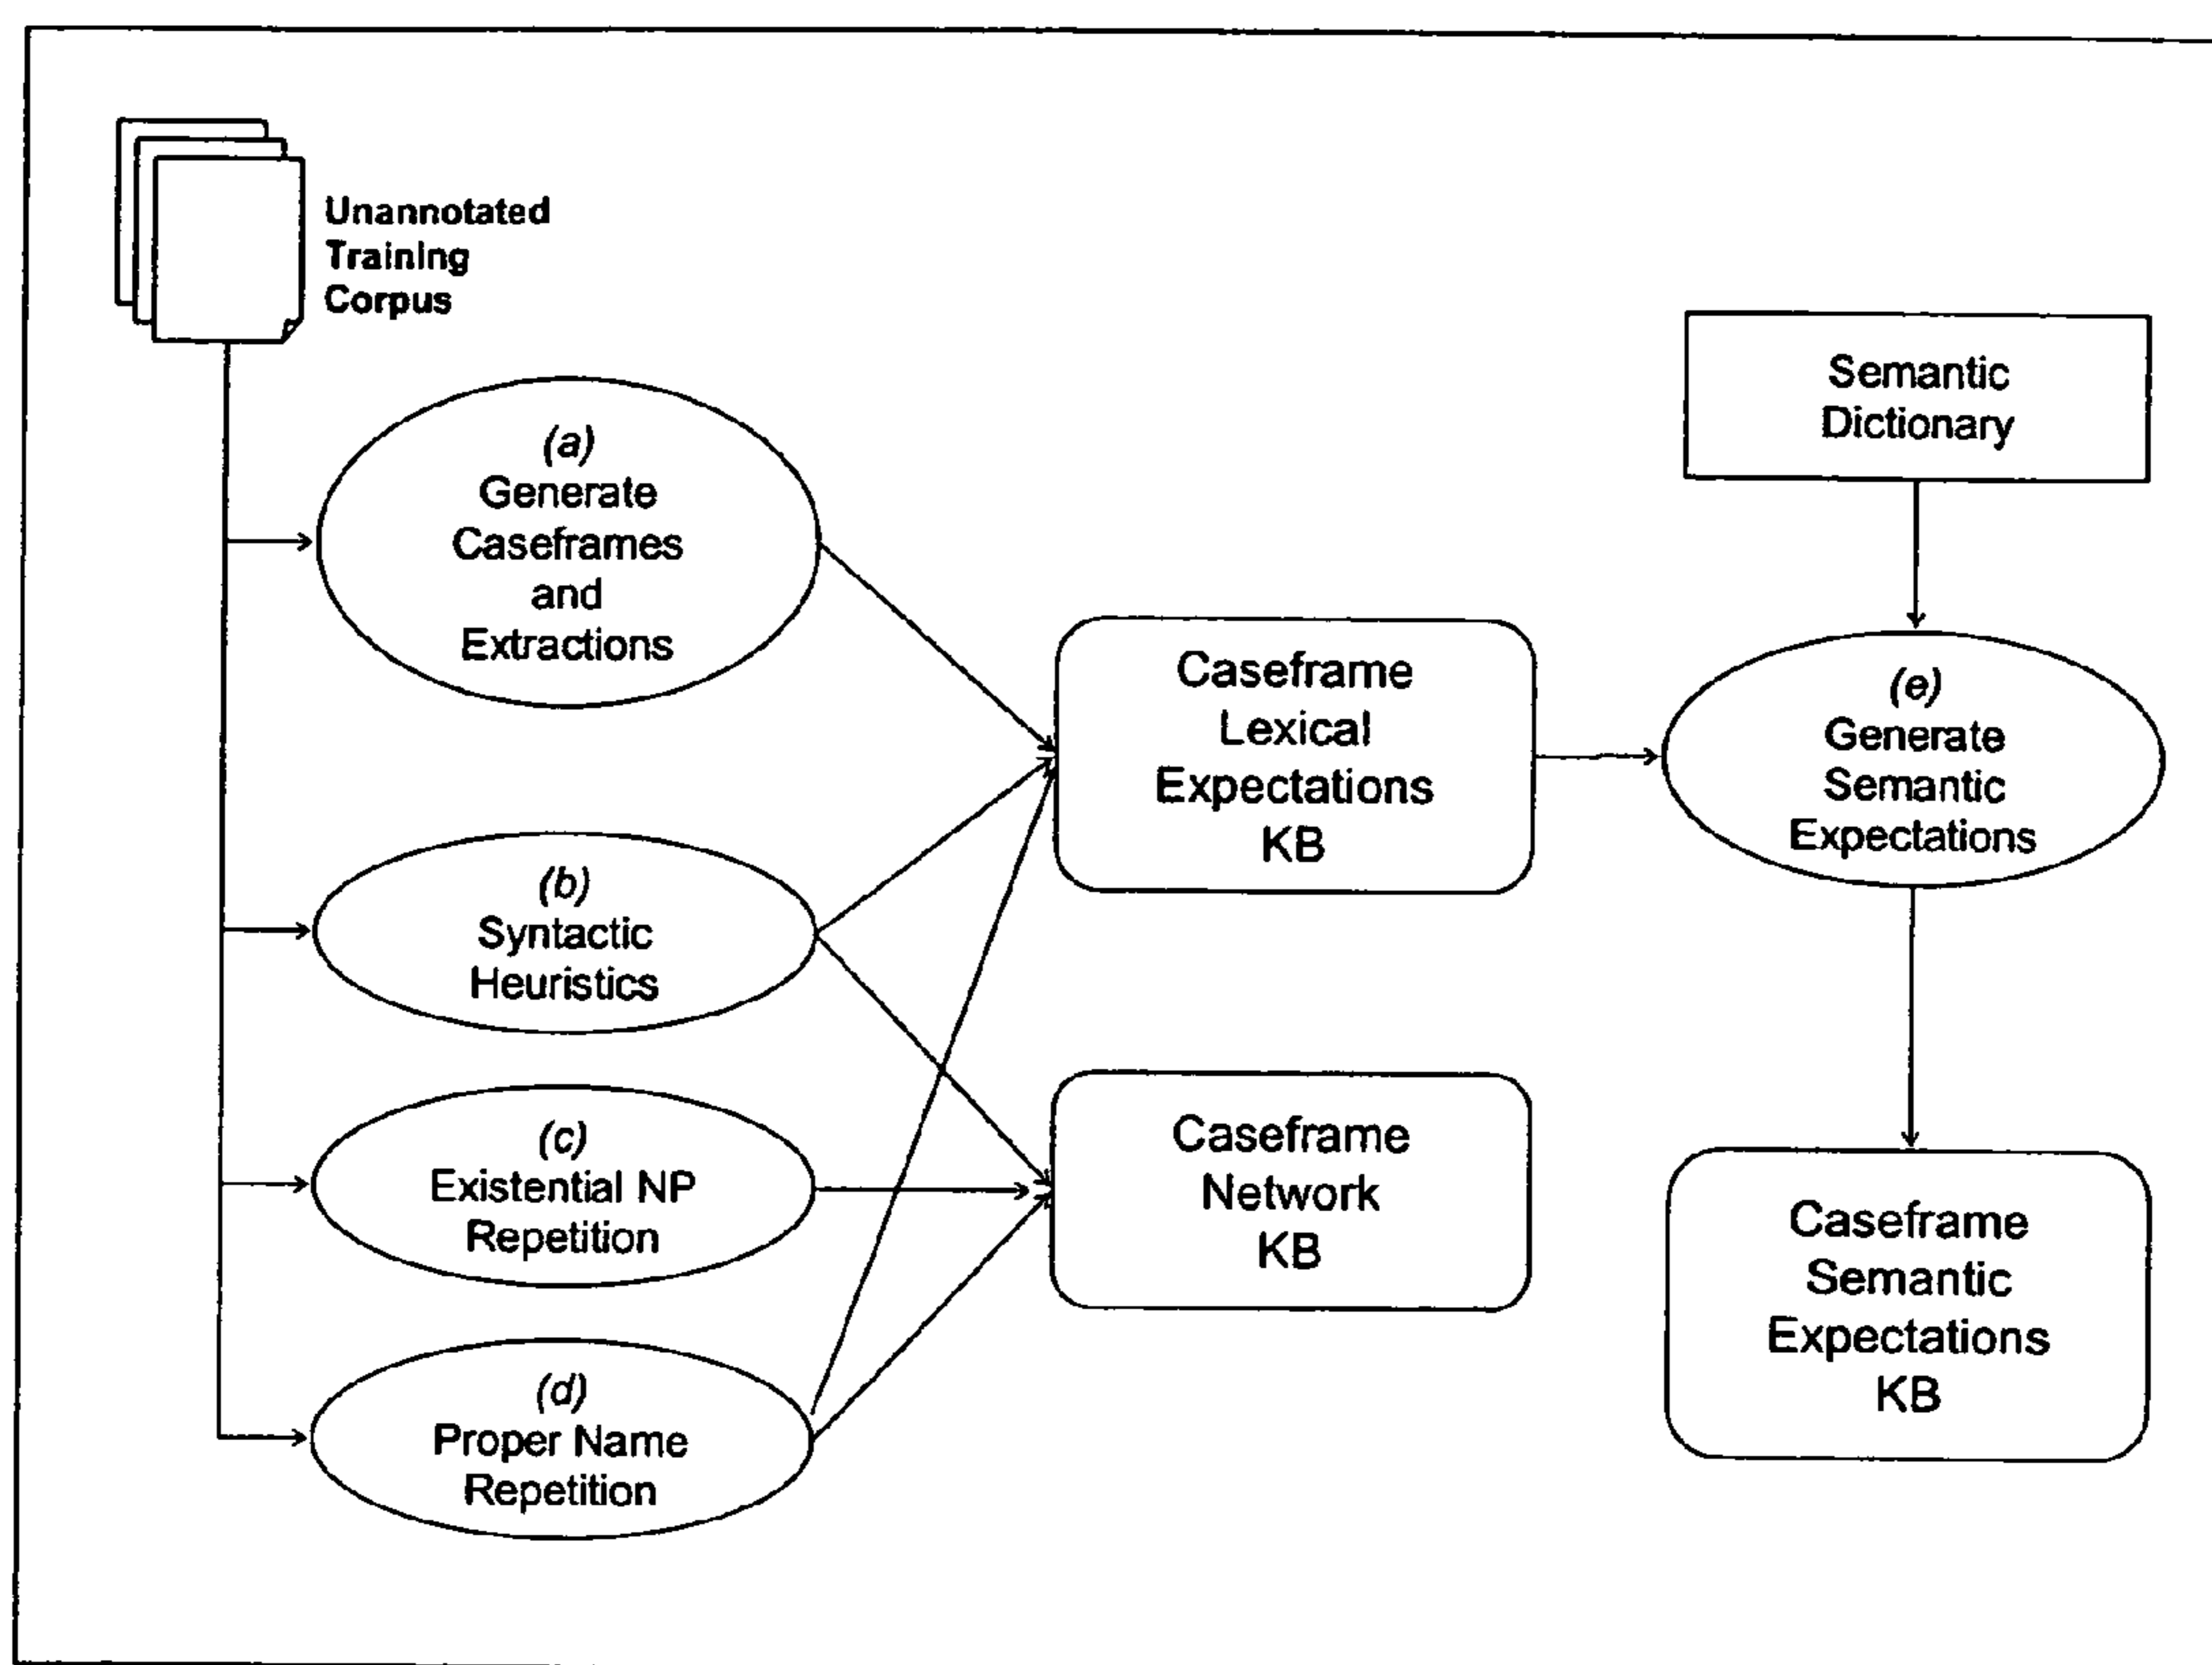 Unannotated
Training
Corpus
(a)
Generate
Caseframes
and
Extractions
(b)
Syntactic
Heuristics
(c)
Existential NP
Repetition
(d)
Proper Name
Repetition
Caseframe
Lexical
Expectations
KB
Caseframe
Network
KB
Semantic
Dictionary
(e)
Generate
Semantic
Expectations
Caseframe
Semantic
Expectations
KB